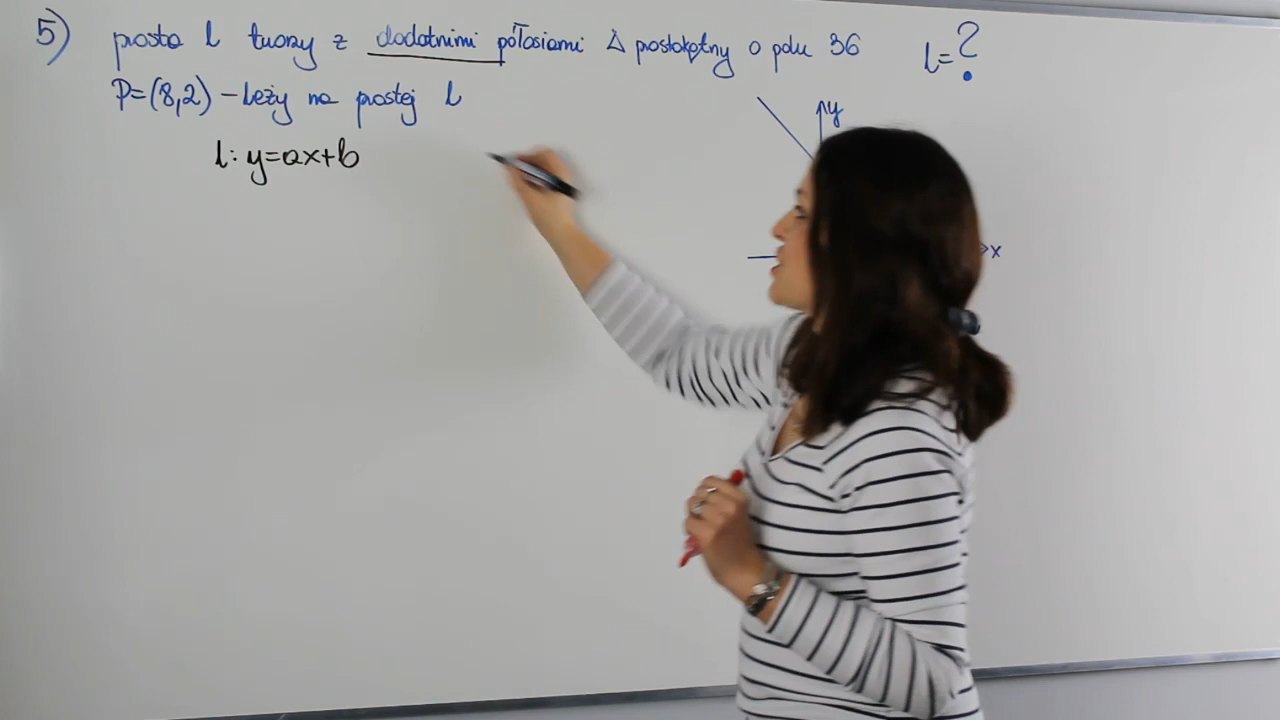 5) prosta l tworzy z dodatnimi półosiami Δ prostokątny o polu 36 l=?
P=(8,2) – leży na prostej l
l: y=ax+b
y
x